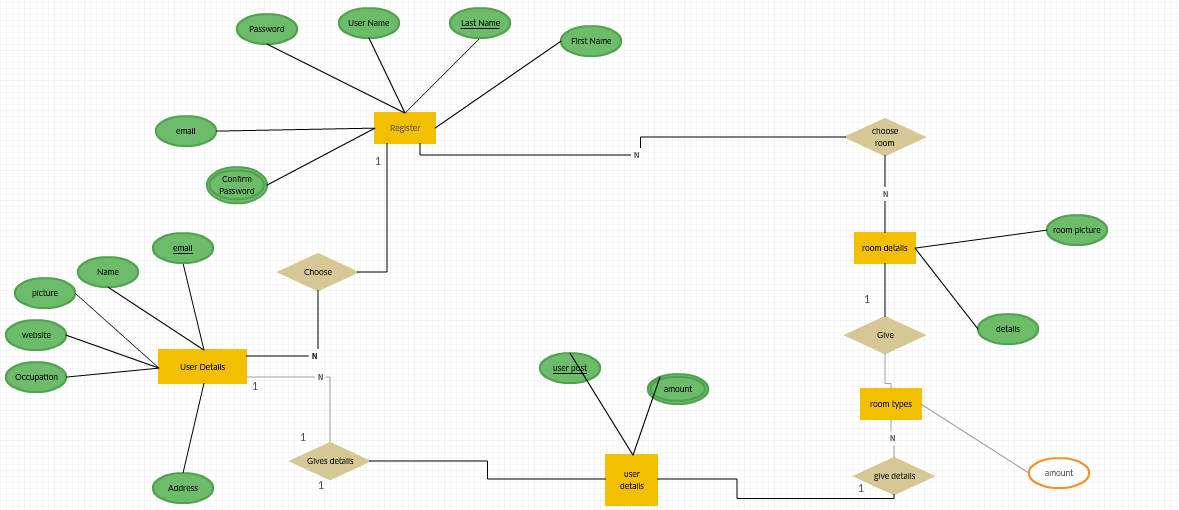 Password
User Name
Last Name
First Name
email
Register
Confirm
Password
1
N
choose
room
N
room picture
room details
email
Name
Choose
picture
1
details
website
Give
N
User Details
Occupation
1
N
user post
amount
room types
1
N
Gives details
1
user
details
give details
1
amount
Address